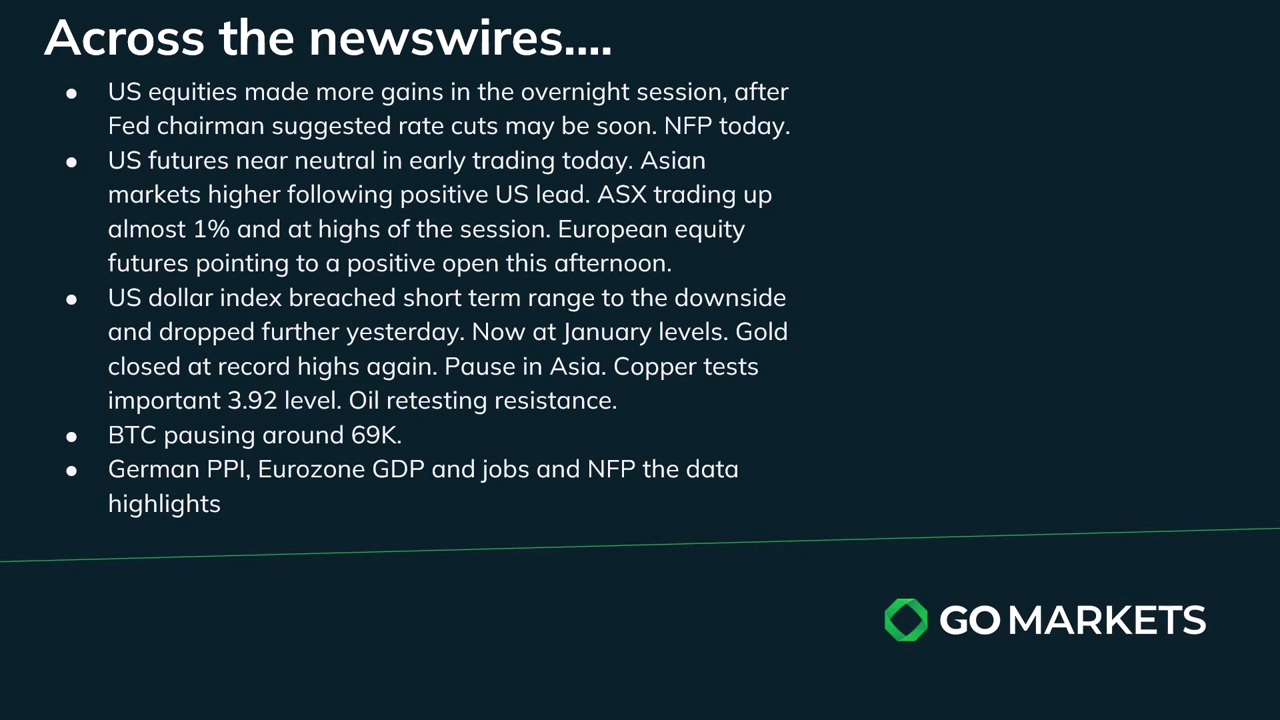 Across the newswires....
● US equities made more gains in the overnight session, after
Fed chairman suggested rate cuts may be soon. NFP today.
● US futures near neutral in early trading today. Asian
markets higher following positive US lead. ASX trading up
almost 1% and at highs of the session. European equity
futures pointing to a positive open this afternoon.
● US dollar index breached short term range to the downside
and dropped further yesterday. Now at January levels. Gold
closed at record highs again. Pause in Asia. Copper tests
important 3.92 level. Oil retesting resistance.
● BTC pausing around 69K.
● German PPI, Eurozone GDP and jobs and NFP the data
highlights
GO MARKETS